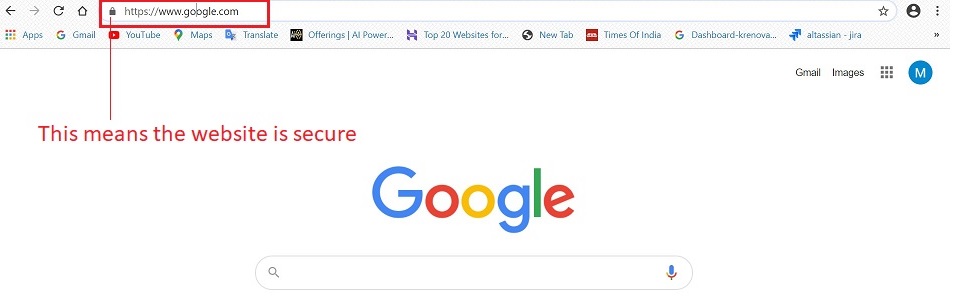 https://www.google.com
Apps Gmail YouTube Maps Translate Offerings | AI Power... Top 20 Websites for... New Tab Times Of India Dashboard-krenova... altassian - jira »
Gmail Images M
This means the website is secure
Google